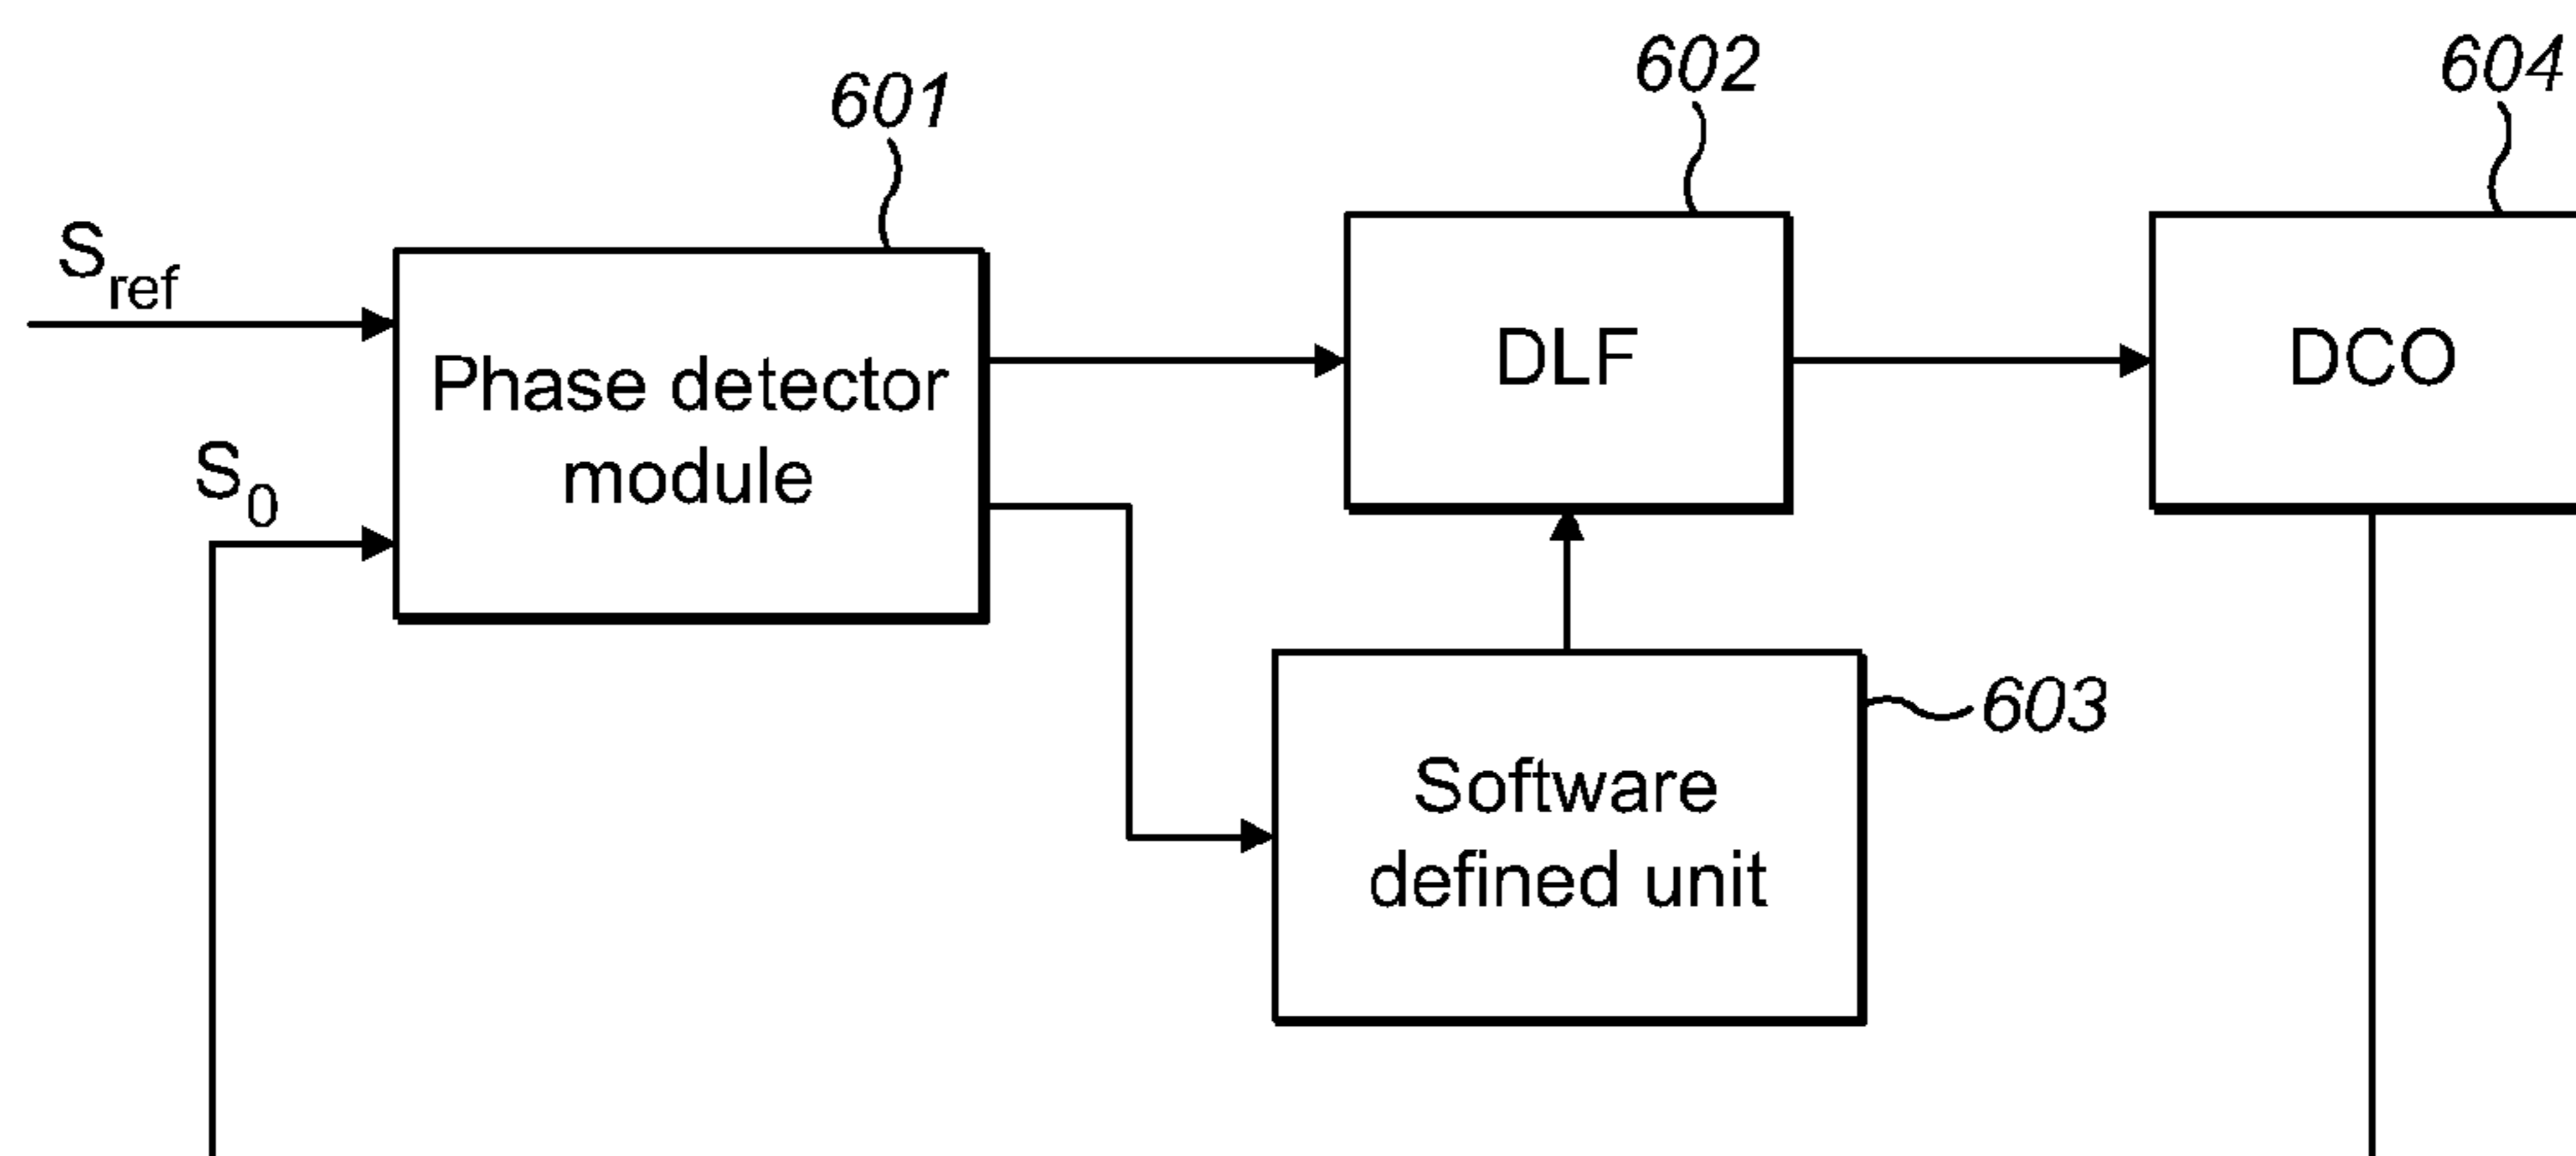 601
602
604
Sref
S0
Phase detector
module
DLF
DCO
603
Software
defined unit